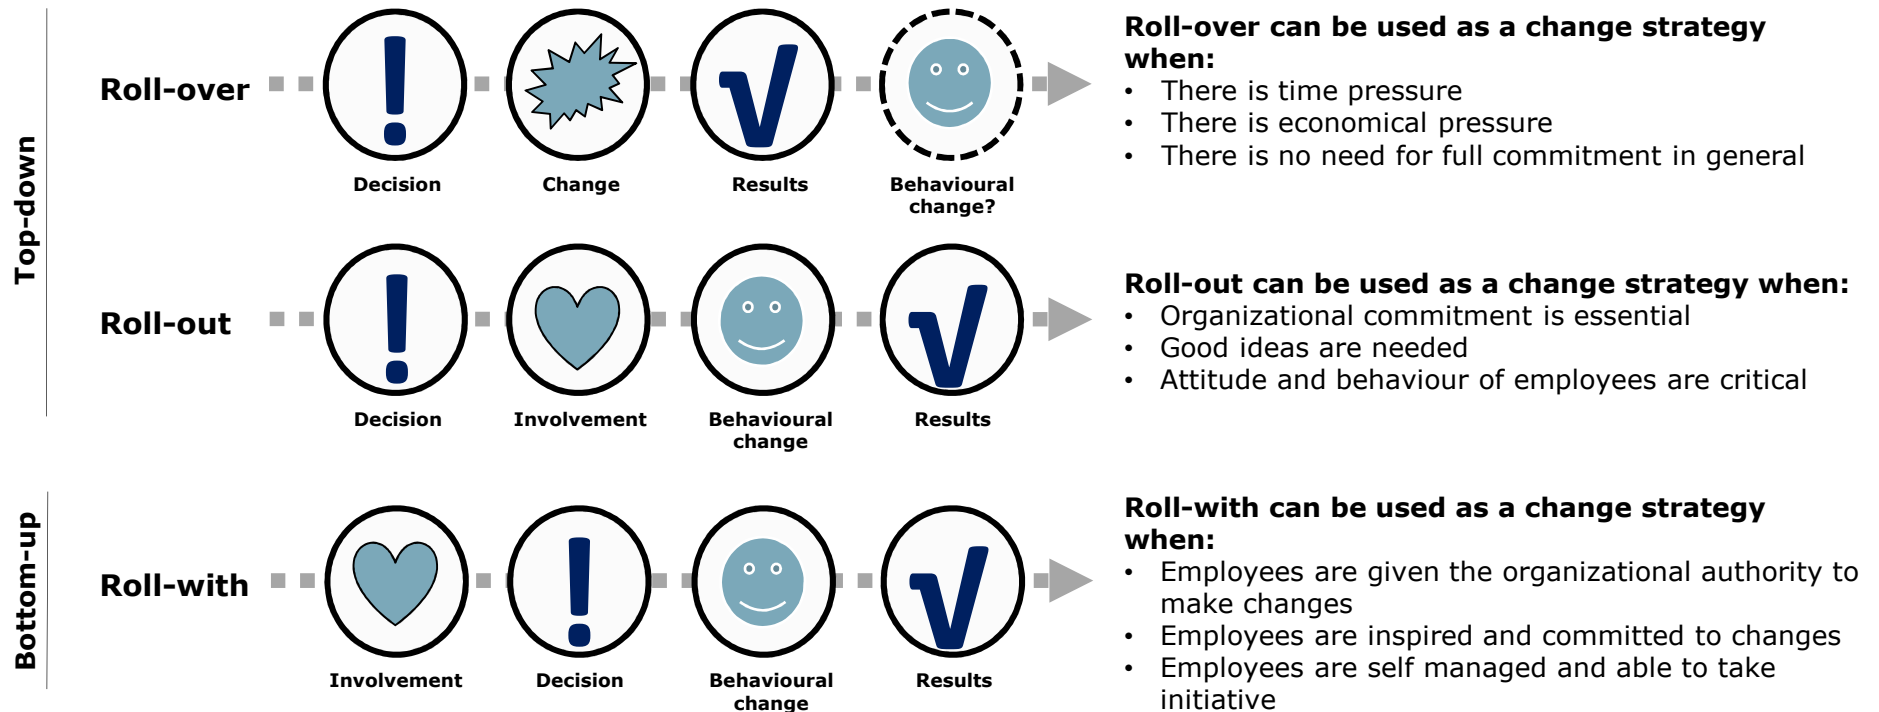 Top-down
Roll-over
Decision
Change
Results
Behavioural
change?
Roll-over can be used as a change strategy
when:
• There is time pressure
• There is economical pressure
• There is no need for full commitment in general
Roll-out
Decision
Involvement
Behavioural
change
Results
Roll-out can be used as a change strategy when:
• Organizational commitment is essential
• Good ideas are needed
• Attitude and behaviour of employees are critical
Bottom-up
Roll-with
Involvement
Decision
Behavioural
change
Results
Roll-with can be used as a change strategy
when:
• Employees are given the organizational authority to
make changes
• Employees are inspired and committed to changes
• Employees are self managed and able to take
initiative